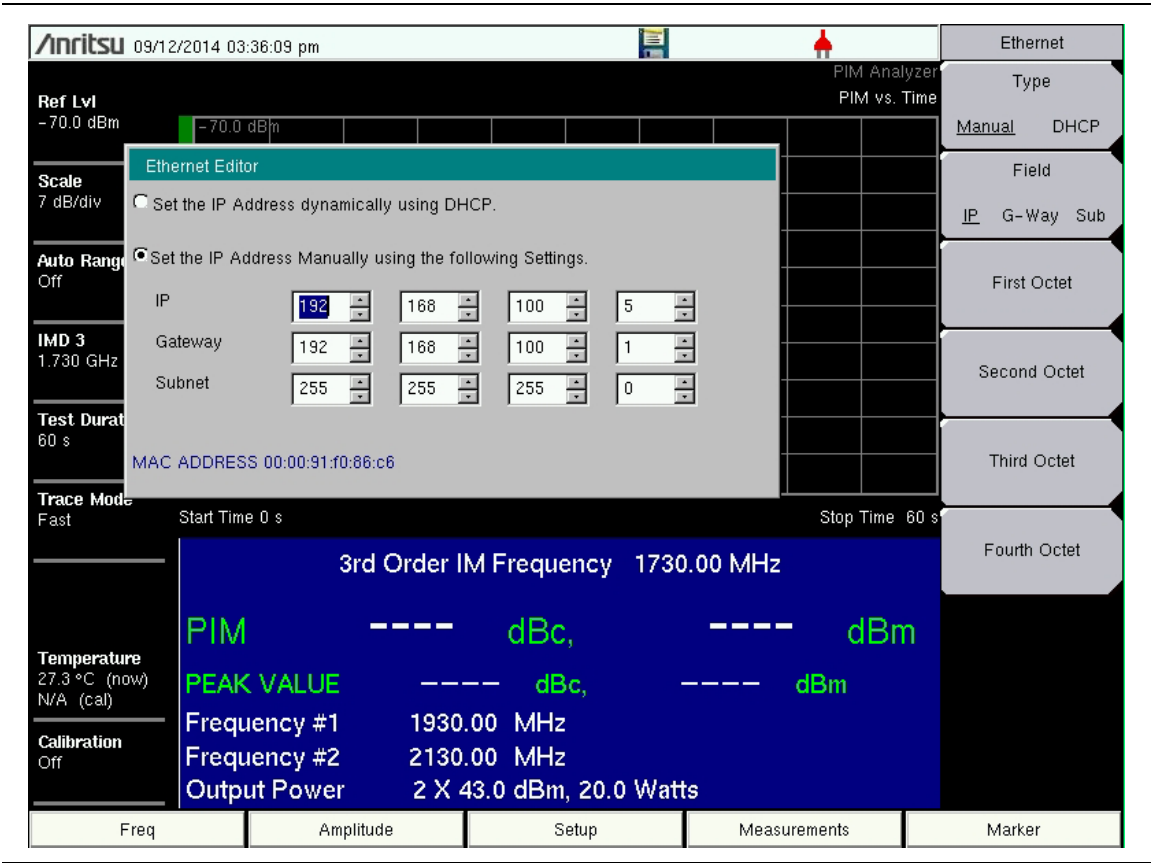 Anritsu 09/12/2014 03:36:09 pm
PIM Analyzer
PIM vs. Time
Ref Lvl
-70.0 dBm
-70.0 dBm
Scale
7 dB/div
Auto Range
Off
IMD 3
1.730 GHz
Test Durat
60 s
Trace Mode
Fast
Temperature
27.3 °C (now)
N/A (cal)
Calibration
Off
Ethernet Editor
Set the IP Address dynamically using DHCP.
Set the IP Address Manually using the following Settings.
IP 192 168 100 5
Gateway 192 168 100 1
Subnet 255 255 255 0
MAC ADDRESS 00:00:91:f0:86:c6
Start Time 0 s Stop Time 60 s
3rd Order IM Frequency 1730.00 MHz
PIM ---- dBc, ---- dBm
PEAK VALUE ---- dBc, ---- dBm
Frequency #1 1930.00 MHz
Frequency #2 2130.00 MHz
Output Power 2 X 43.0 dBm, 20.0 Watts
Ethernet
Type
Manual DHCP
Field
IP G-Way Sub
First Octet
Second Octet
Third Octet
Fourth Octet
Freq Amplitude Setup Measurements Marker